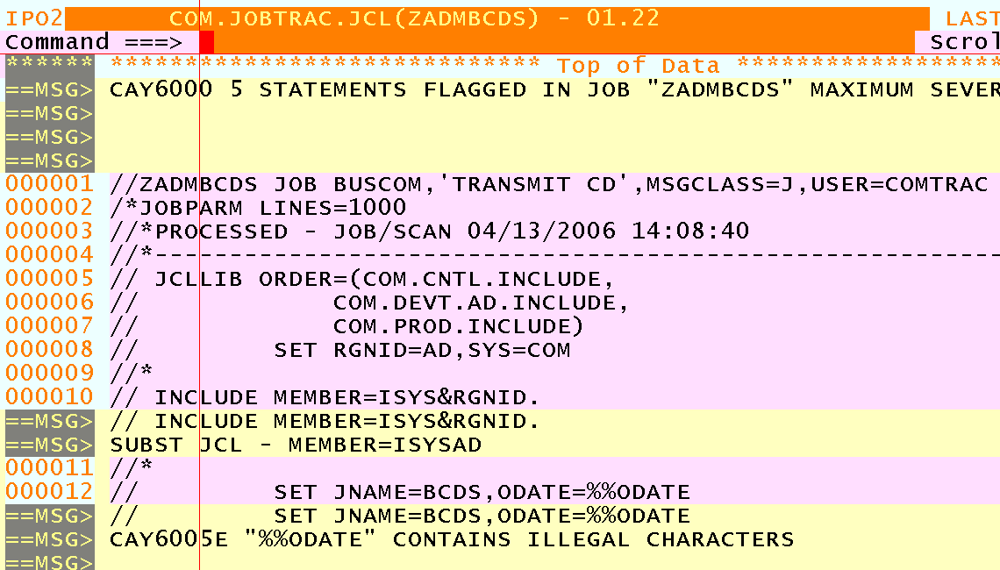 IPO2 COM.JOBTRAC.JCL(ZADMBCDS) - 01.22 LAST
Command ===> Scrol
****** ***************************** Top of Data ******************
==MSG> CAY6000 5 STATEMENTS FLAGGED IN JOB "ZADMBCDS" MAXIMUM SEVER
==MSG>
==MSG>
==MSG>
000001 //ZADMBCDS JOB BUSCOM,'TRANSMIT CD',MSGCLASS=J,USER=COMTRAC
000002 /*JOBPARM LINES=1000
000003 //*PROCESSED - JOB/SCAN 04/13/2006 14:08:40
000004 //*---------------------------------------------------------
000005 // JCLLIB ORDER=(COM.CNTL.INCLUDE,
000006 //             COM.DEVT.AD.INCLUDE,
000007 //             COM.PROD.INCLUDE)
000008 //         SET RGNID=AD,SYS=COM
000009 //*
000010 // INCLUDE MEMBER=ISYS&RGNID.
==MSG> // INCLUDE MEMBER=ISYS&RGNID.
==MSG> SUBST JCL - MEMBER=ISYSAD
000011 //*
000012 //         SET JNAME=BCDS,ODATE=%%ODATE
==MSG> //         SET JNAME=BCDS,ODATE=%%ODATE
==MSG> CAY6005E "%%ODATE" CONTAINS ILLEGAL CHARACTERS
==MSG>